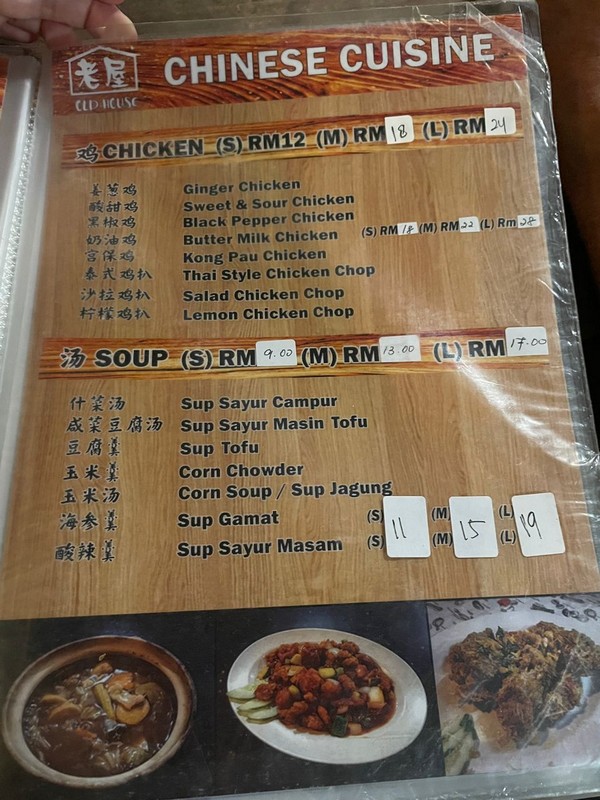 老屋
OLD HOUSE
CHINESE CUISINE
鸡 CHICKEN (S) RM12 (M) RM 18 (L) RM 24
姜葱鸡 Ginger Chicken
酸甜鸡 Sweet & Sour Chicken
黑椒鸡 Black Pepper Chicken
奶油鸡 Butter Milk Chicken (S) RM 18 (M) RM 22 (L) Rm 28
宫保鸡 Kong Pau Chicken
泰式鸡扒 Thai Style Chicken Chop
沙拉鸡扒 Salad Chicken Chop
柠檬鸡扒 Lemon Chicken Chop
汤 SOUP (S) RM 9.00 (M) RM 13.00 (L) RM 17.00
什菜汤 Sup Sayur Campur
咸菜豆腐汤 Sup Sayur Masin Tofu
豆腐羹 Sup Tofu
玉米羹 Corn Chowder
玉米汤 Corn Soup / Sup Jagung
海参羹 Sup Gamat (S) 11 (M) 15 (L) 19
酸辣羹 Sup Sayur Masam (S) (M) (L)